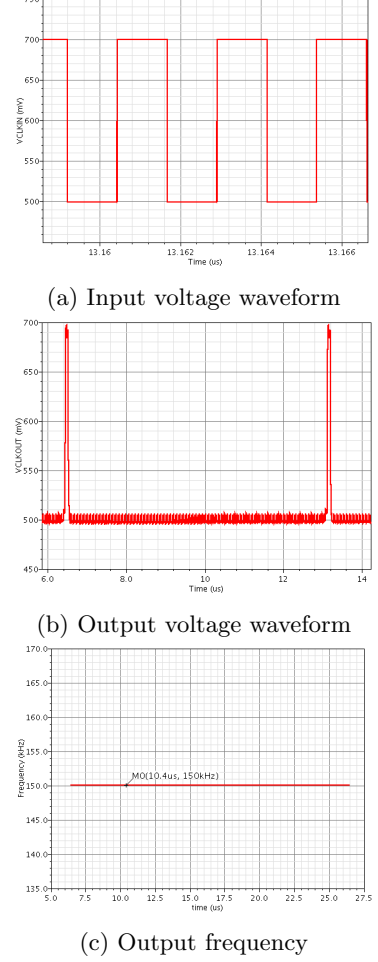 750
700
650
600
550
500
VCLKIN (mV)
13.16 13.162 13.164 13.166
Time (us)
(a) Input voltage waveform
700
650
600
550
500
450
VCLKOUT (mV)
6.0 8.0 10 12 14
Time (us)
(b) Output voltage waveform
170.0
165.0
160.0
155.0
150.0
145.0
140.0
135.0
Frequency (kHz)
M0(10.4us, 150kHz)
5.0 7.5 10.0 12.5 15.0 17.5 20.0 22.5 25.0 27.5
time (us)
(c) Output frequency